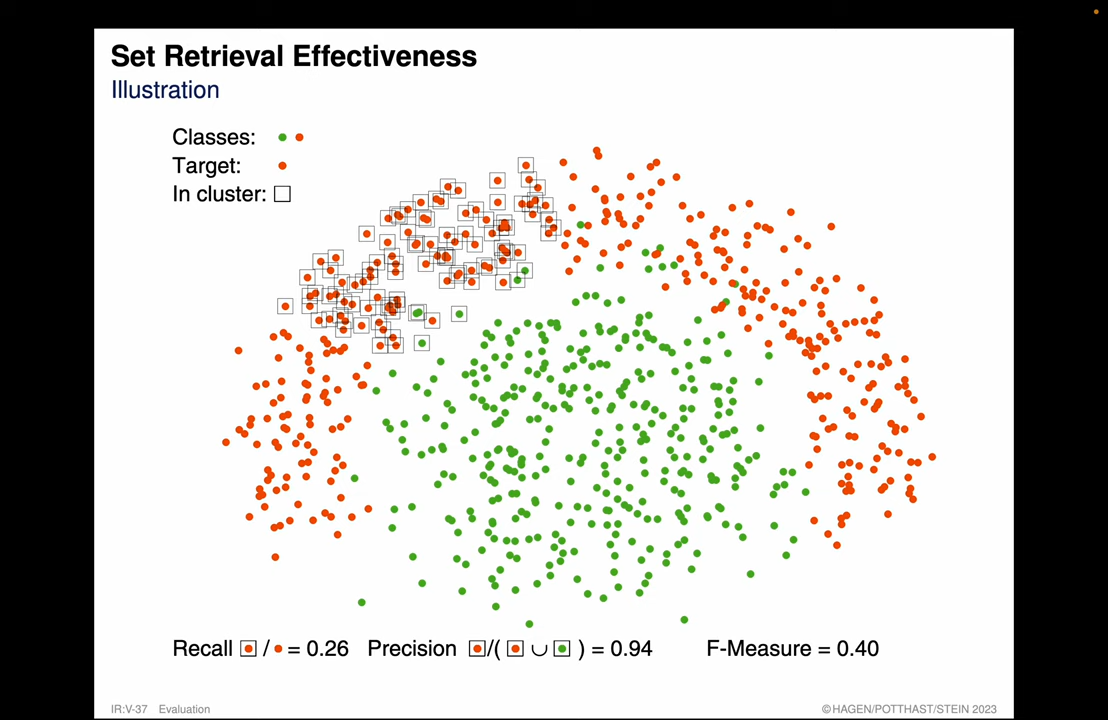 Set Retrieval Effectiveness
Illustration
Classes:
Target:
In cluster:
Recall / = 0.26 Precision /( ∪ ) = 0.94 F-Measure = 0.40
IR:V-37 Evaluation ©HAGEN/POTTHAST/STEIN 2023